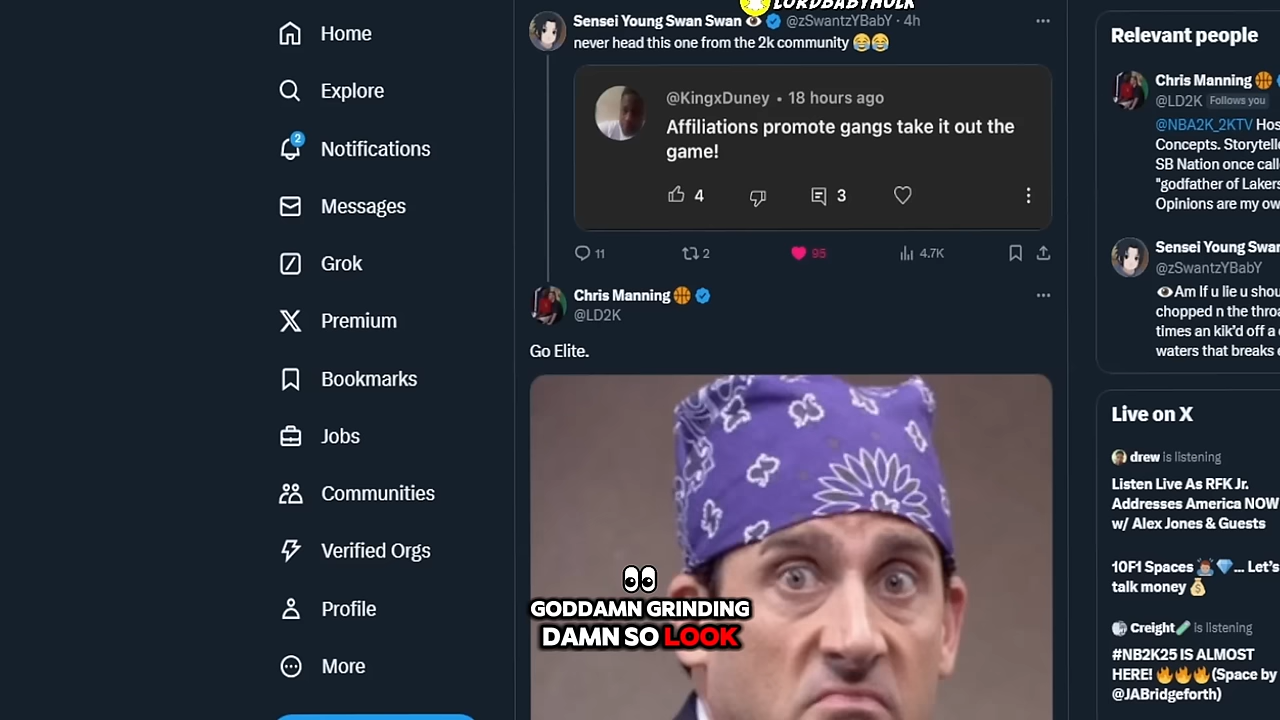 LORDBABYHULK
Home
Explore
2
Notifications
Messages
Grok
Premium
Bookmarks
Jobs
Communities
Verified Orgs
Profile
More
Sensei Young Swan Swan 👁 @zSwantzYBabY · 4h
never head this one from the 2k community 😂😂
@KingxDuney • 18 hours ago
Affiliations promote gangs take it out the
game!
4
3
11
2
95
4.7K
Chris Manning 🏀
@LD2K
Go Elite.
👀
GODDAMN GRINDING
DAMN SO LOOK
Relevant people
Chris Manning 🏀
@LD2K Follows you
@NBA2K_2KTV Hos
Concepts. Storytelle
SB Nation once calle
"godfather of Lakers
Opinions are my ow
Sensei Young Swan
@zSwantzYBabY
👁Am If u lie u shou
chopped n the throa
times an kik'd off a c
waters that breaks e
Live on X
drew is listening
Listen Live As RFK Jr.
Addresses America NOW
w/ Alex Jones & Guests
10F1 Spaces 💎... Let's
talk money 💰
Creight is listening
#NB2K25 IS ALMOST
HERE! 🔥🔥🔥(Space by
@JABridgeforth)